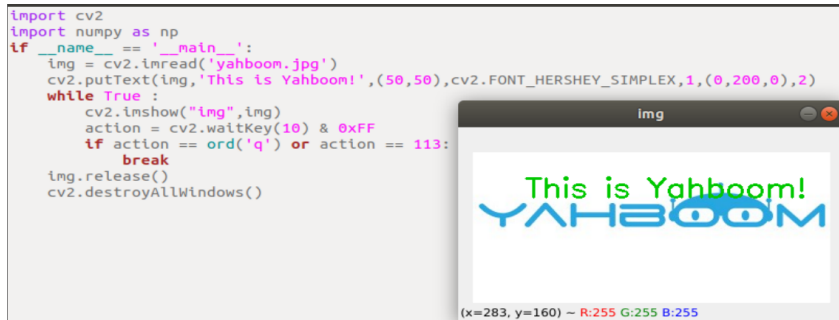 import cv2
import numpy as np
if __name__ == '__main__':
    img = cv2.imread('yahboom.jpg')
    cv2.putText(img,'This is Yahboom!',(50,50),cv2.FONT_HERSHEY_SIMPLEX,1,(0,200,0),2)
    while True :
        cv2.imshow("img",img)
        action = cv2.waitKey(10) & 0xFF
        if action == ord('q') or action == 113:
            break
    img.release()
    cv2.destroyAllWindows()
img
This is Yahboom!
YAHBOOM
(x=283, y=160) ~ R:255 G:255 B:255